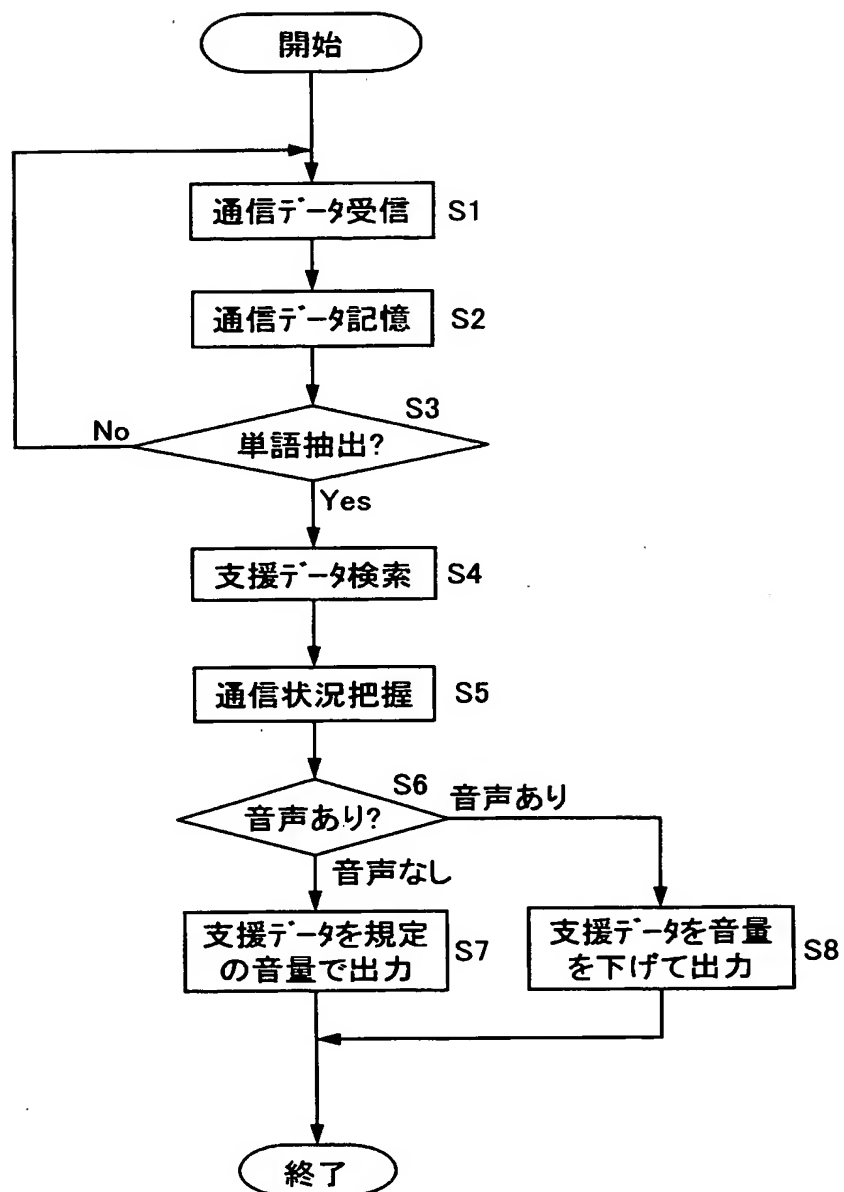 開始
通信データ受信 S1
通信データ記憶 S2
S3
No 単語抽出?
Yes
支援データ検索 S4
通信状況把握 S5
S6 音声あり
音声あり?
音声なし
支援データを規定
の音量で出力 S7
支援データを音量
を下げて出力 S8
終了